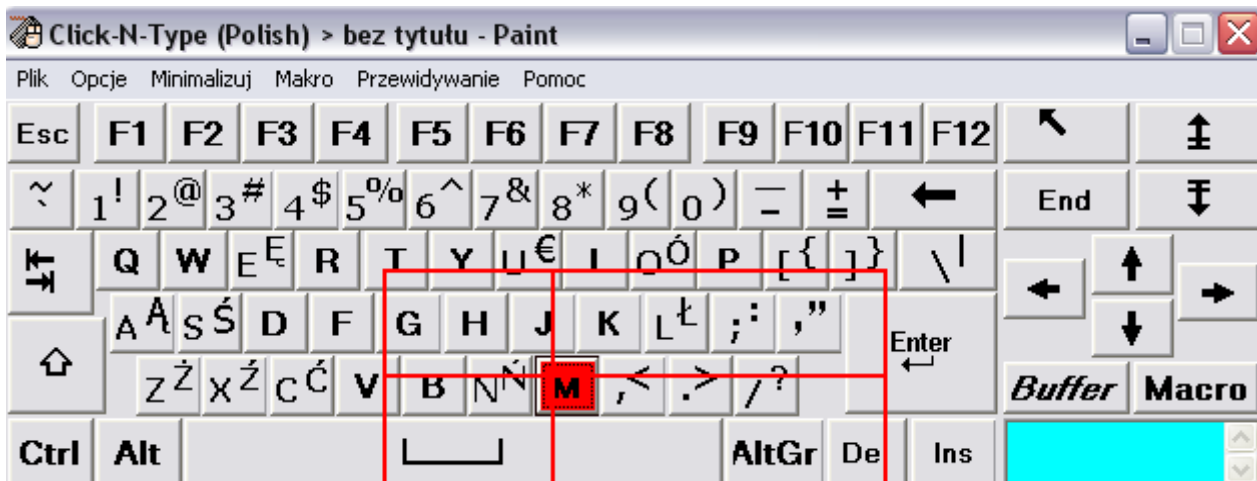 Click-N-Type (Polish) > bez tytułu - Paint
Plik Opcje Minimalizuj Makro Przewidywanie Pomoc
Esc F1 F2 F3 F4 F5 F6 F7 F8 F9 F10 F11 F12
~ ` 1 ! 2 @ 3 # 4 $ 5 % 6 ^ 7 & 8 * 9 ( 0 ) _ - + = ← End
Q W E Ę R T Y U € I O Ó P [ { ] } \ |
A Ą S Ś D F G H J K L Ł ; : , " Enter
Z Ż X Ź C Ć V B N Ń M , < . > / ? Buffer Macro
Ctrl Alt AltGr De Ins